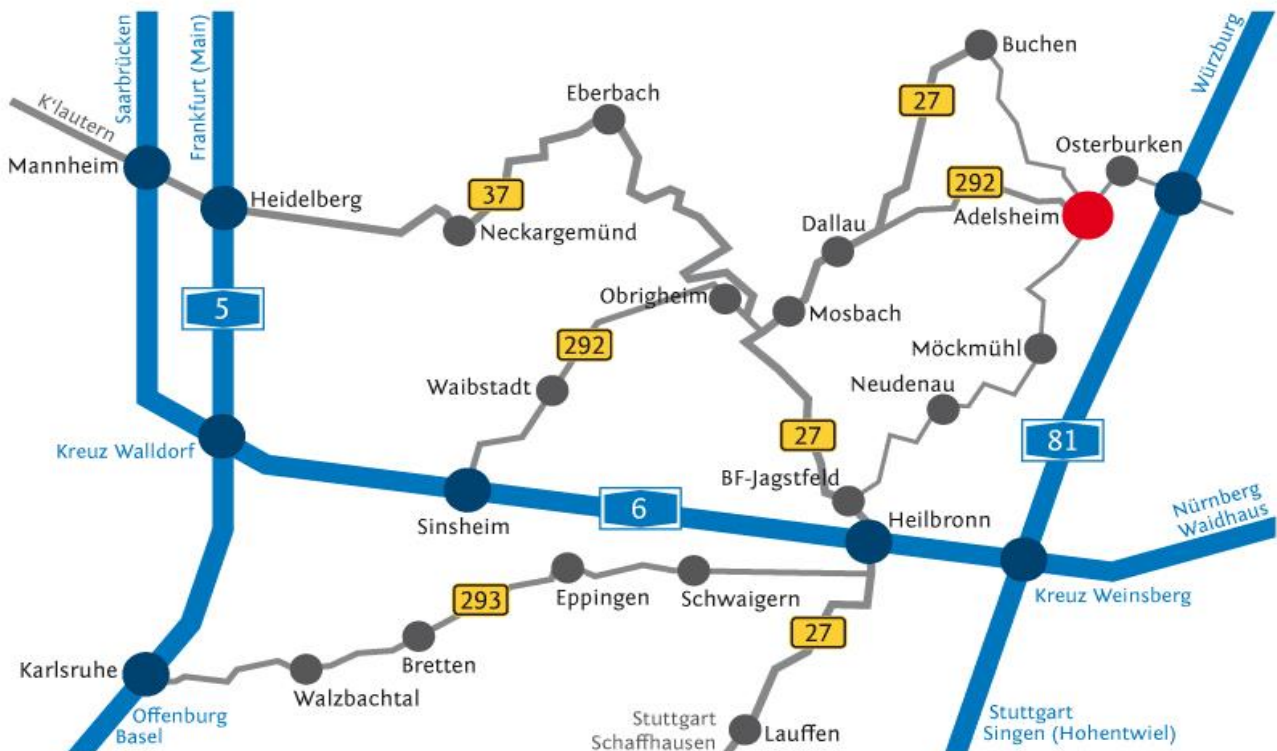 Saarbrücken
Frankfurt (Main)
K'lautern
Mannheim
Heidelberg
37
Neckargemünd
Eberbach
Buchen
27
Würzburg
Osterburken
292
Adelsheim
Dallau
Obrigheim
Mosbach
5
292
Möckmühl
Waibstadt
Neudenau
27
81
Kreuz Walldorf
BF-Jagstfeld
Nürnberg
Waidhaus
6
Sinsheim
Heilbronn
Eppingen
Schwaigern
Kreuz Weinsberg
293
27
Karlsruhe
Bretten
Walzbachtal
Offenburg
Basel
Stuttgart
Schaffhausen
Lauffen
Stuttgart
Singen (Hohentwiel)